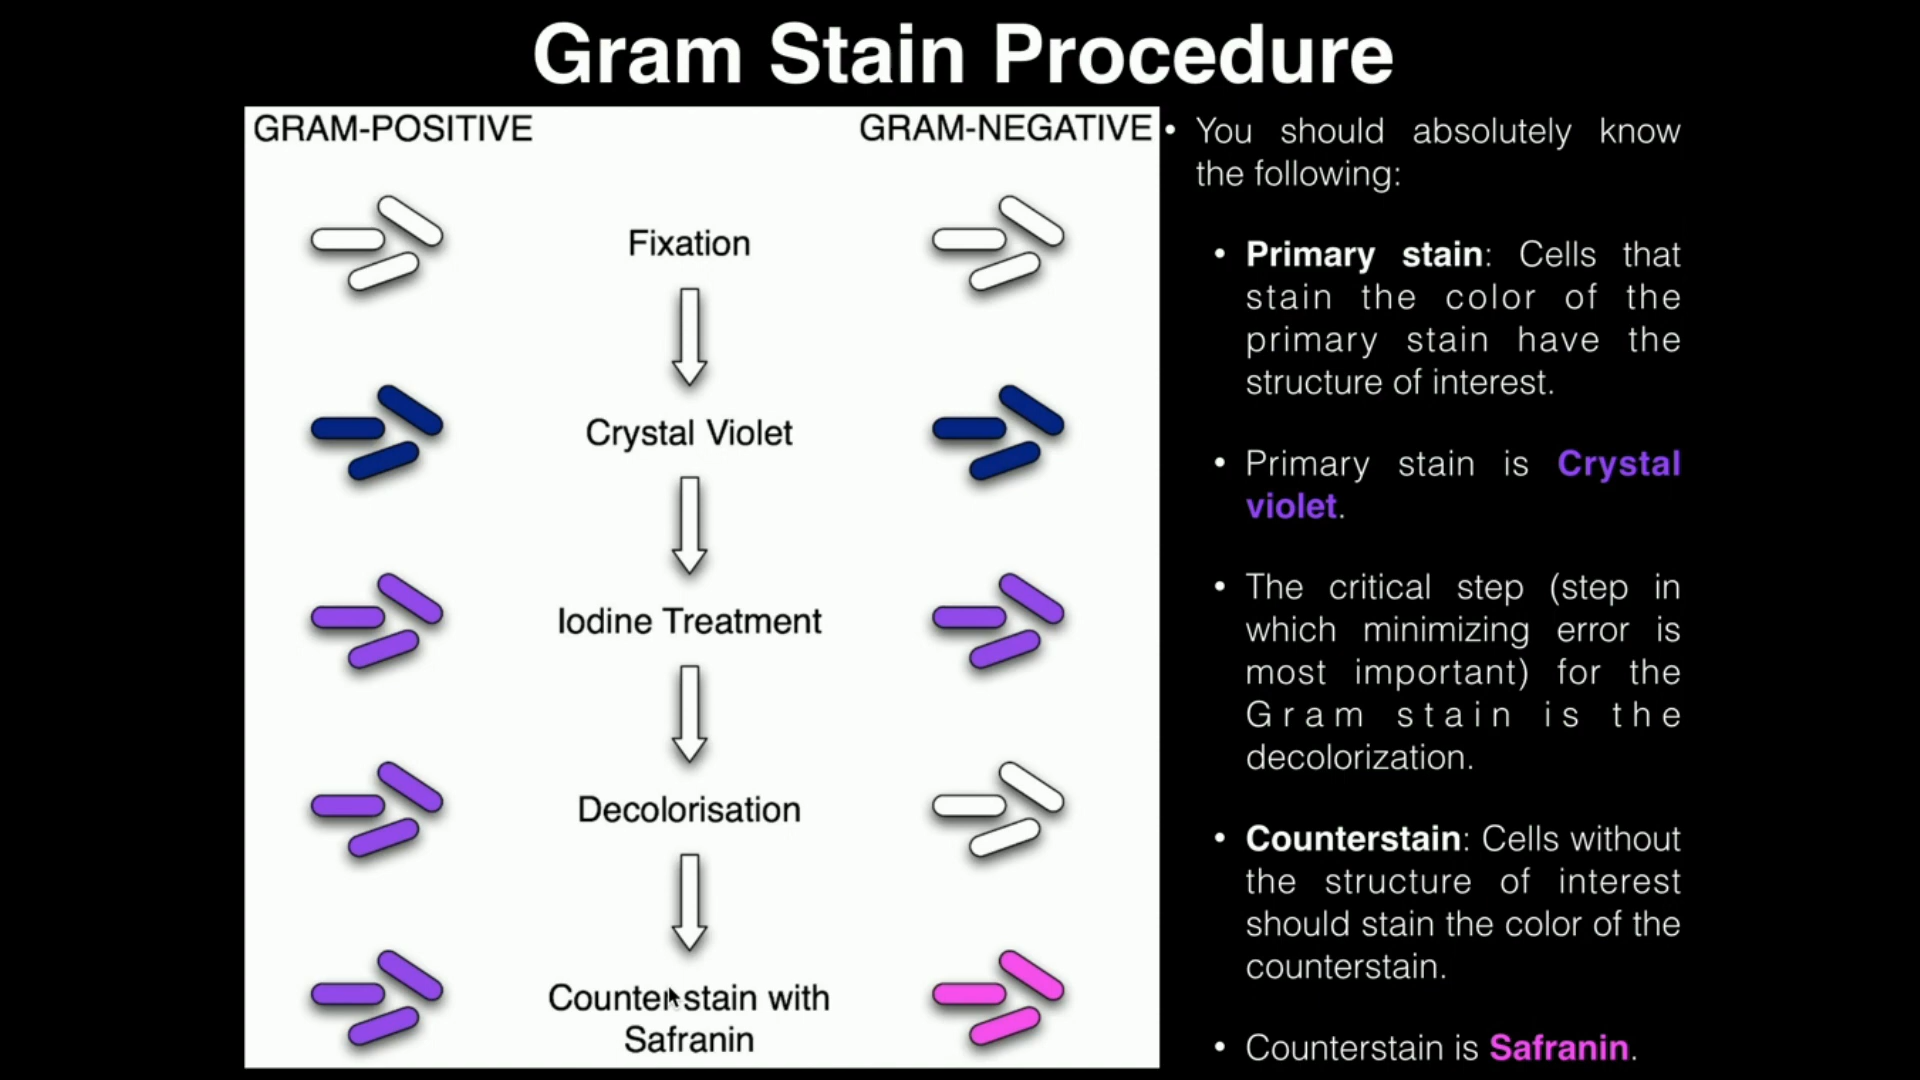 Gram Stain Procedure
GRAM-POSITIVE
GRAM-NEGATIVE
Fixation
Crystal Violet
Iodine Treatment
Decolorisation
Counterstain with
Safranin
• You should absolutely know
the following:
• Primary stain: Cells that
stain the color of the
primary stain have the
structure of interest.
• Primary stain is Crystal
violet.
• The critical step (step in
which minimizing error is
most important) for the
Gram stain is the
decolorization.
• Counterstain: Cells without
the structure of interest
should stain the color of the
counterstain.
• Counterstain is Safranin.